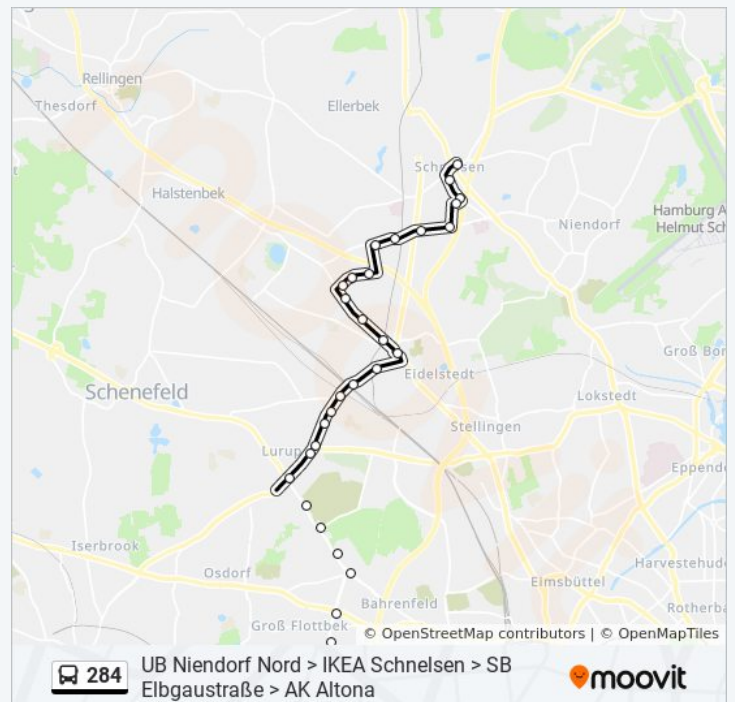 Rellingen
Thesdorf
Ellerbek
Schnelsen
Halstenbek
Niendorf
Hamburg A
Helmut Sch
Groß Bor
Eidelstedt
Schenefeld
Lokstedt
Stellingen
Lurup
Eppende
Iserbrook
Osdorf
Harvestehud
Eimsbüttel
Bahrenfeld
Rotherba
Groß Flottbek
© OpenStreetMap contributors | © OpenMapTiles
284
UB Niendorf Nord > IKEA Schnelsen > SB
Elbgaustraße > AK Altona
moovit